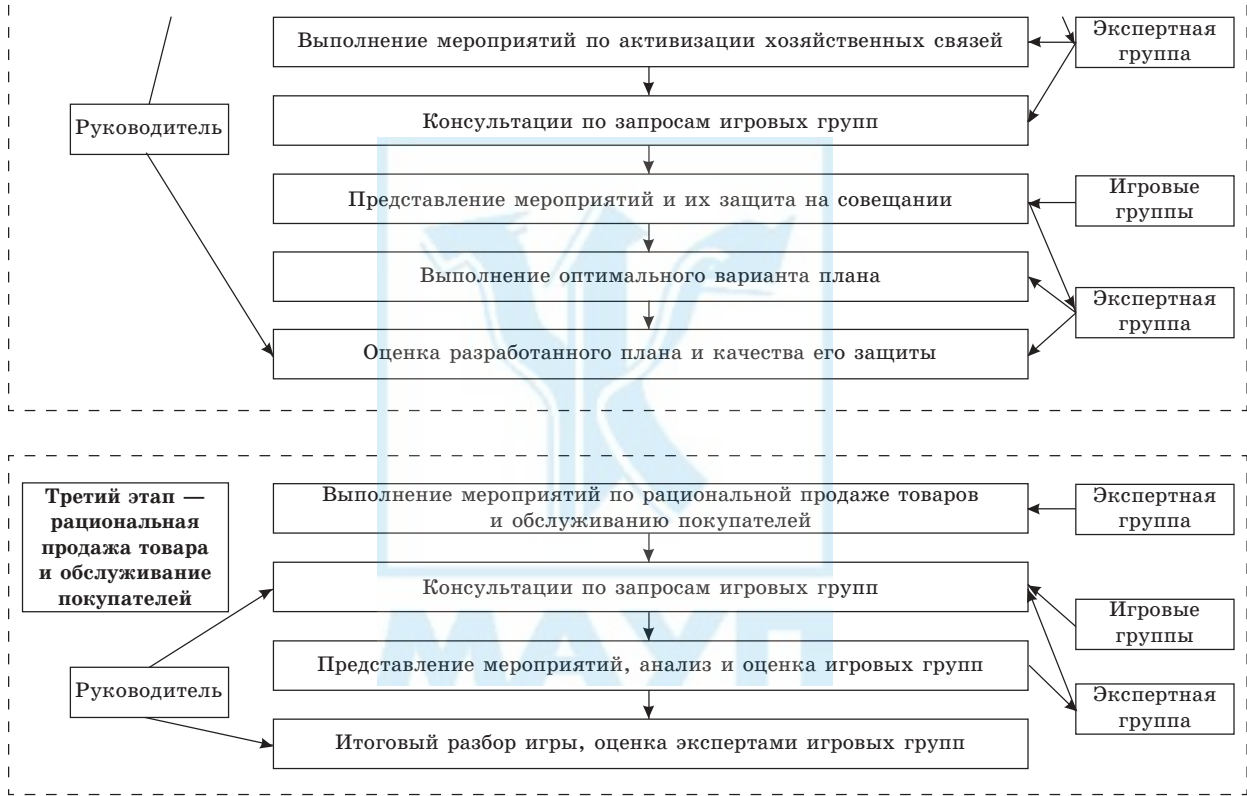 Выполнение мероприятий по активизации хозяйственных связей
Экспертная
группа
Руководитель
Консультации по запросам игровых групп
Представление мероприятий и их защита на совещании
Игровые
группы
Выполнение оптимального варианта плана
Экспертная
группа
Оценка разработанного плана и качества его защиты
Третий этап —
рациональная
продажа товара
и обслуживание
покупателей
Выполнение мероприятий по рациональной продаже товаров
и обслуживанию покупателей
Экспертная
группа
Консультации по запросам игровых групп
Игровые
группы
МАУП
Представление мероприятий, анализ и оценка игровых групп
Руководитель
Экспертная
группа
Итоговый разбор игры, оценка экспертами игровых групп